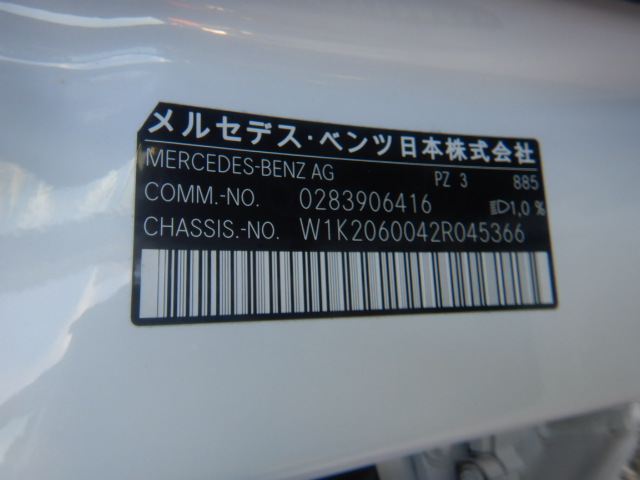 メルセデス・ベンツ日本株式会社
MERCEDES-BENZ AG PZ 3 885
COMM.-NO. 0283906416 1,0 %
CHASSIS.-NO. W1K2060042R045366